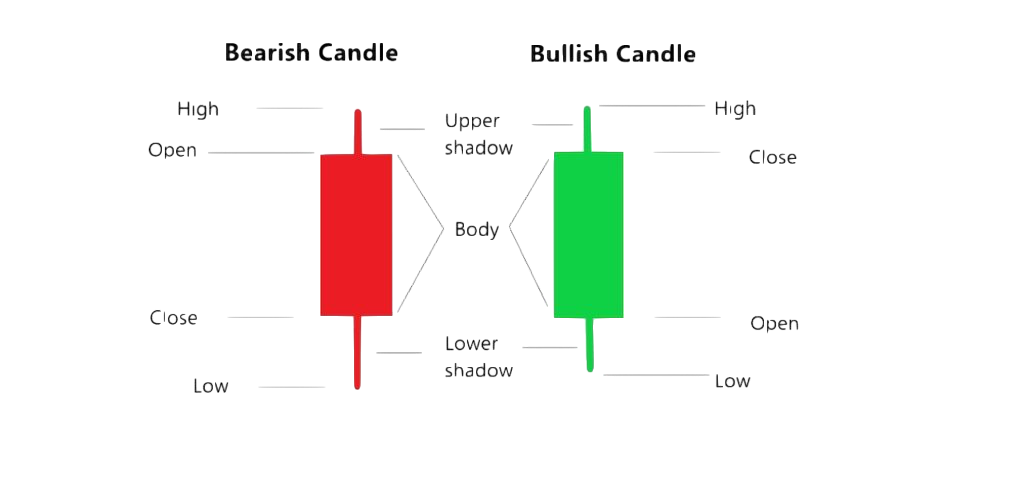 Bearish Candle
Bullish Candle
High
Upper
shadow
High
Open
Close
Body
Close
Open
Lower
shadow
Low
Low